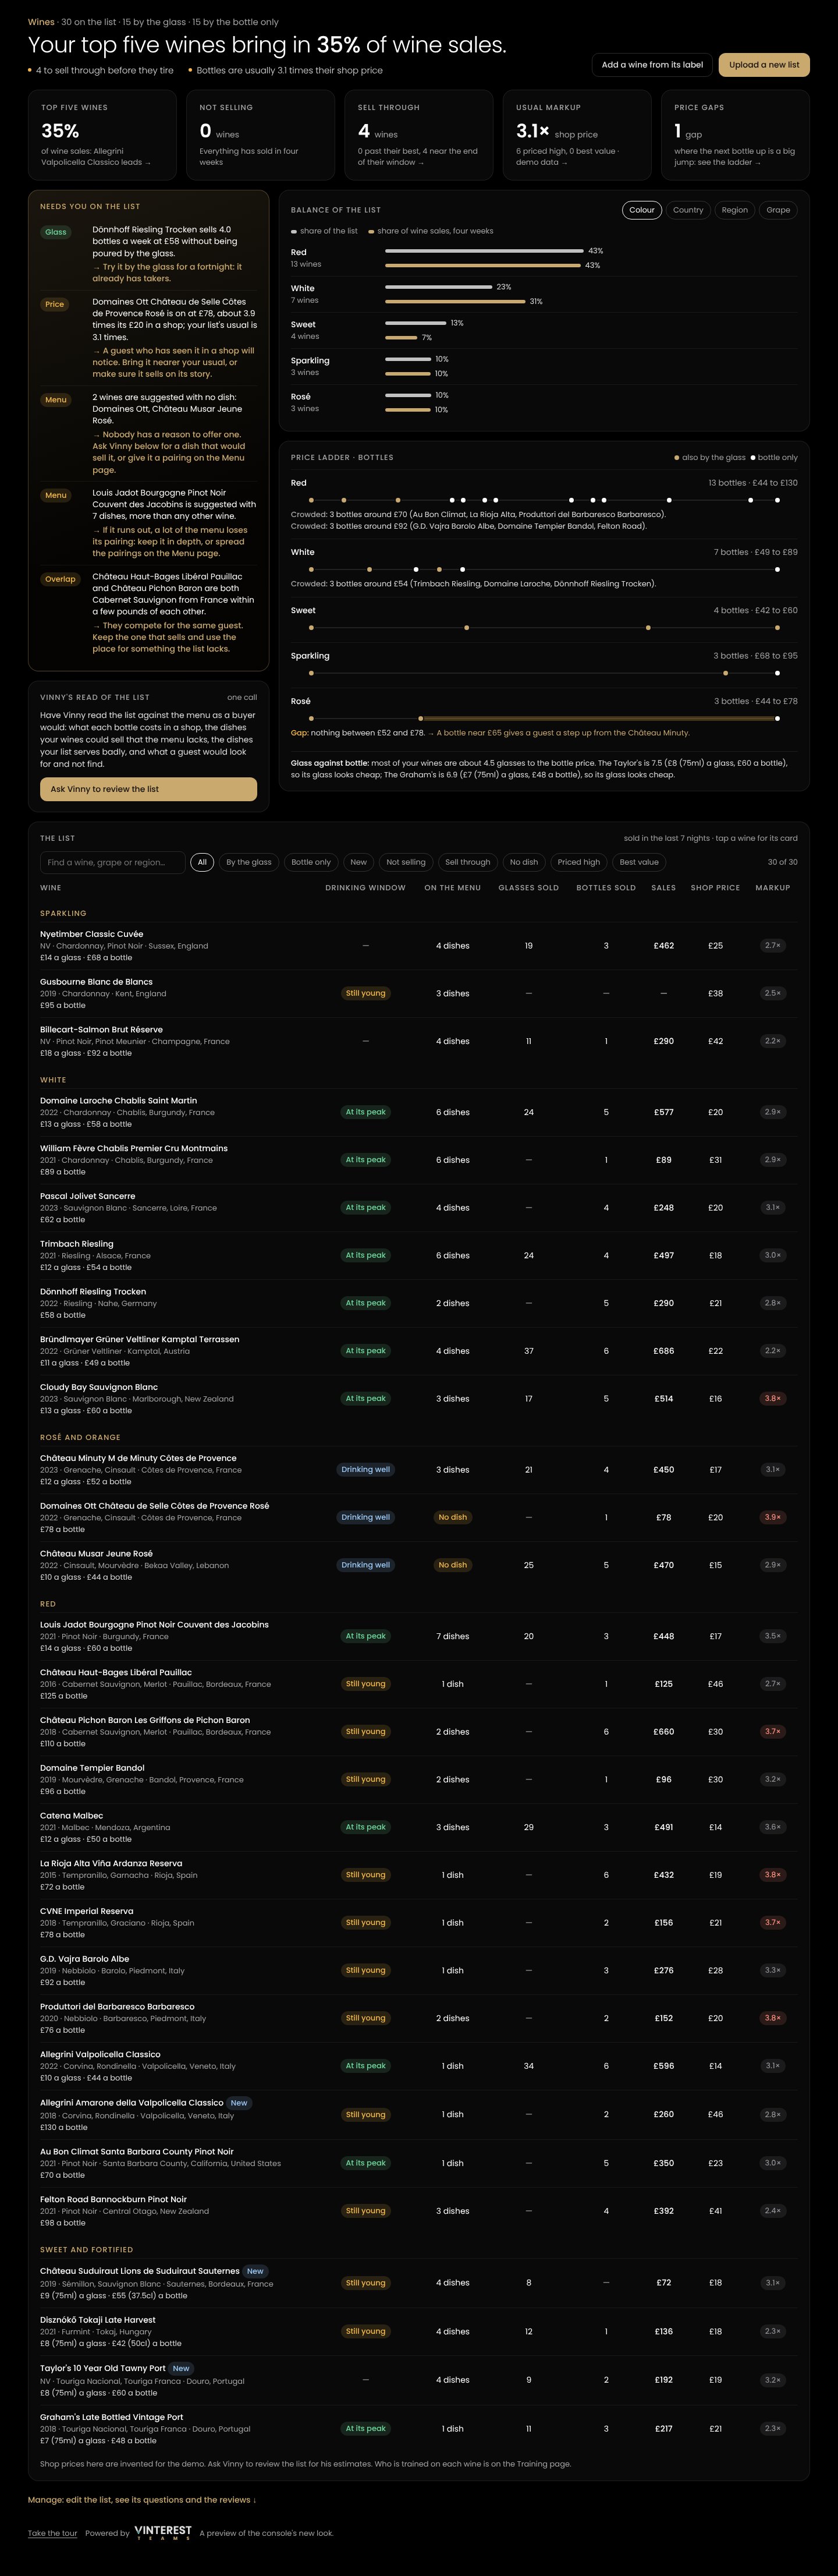 Wines · 30 on the list · 15 by the glass · 15 by the bottle only
Your top five wines bring in 35% of wine sales.
4 to sell through before they tire
Bottles are usually 3.1 times their shop price
Add a wine from its label
Upload a new list
TOP FIVE WINES
35%
of wine sales: Allegrini
Valpolicella Classico leads →
NOT SELLING
0 wines
Everything has sold in four
weeks
SELL THROUGH
4 wines
0 past their best, 4 near the end
of their window →
USUAL MARKUP
3.1× shop price
6 priced high, 0 best value ·
demo data →
PRICE GAPS
1 gap
where the next bottle up is a big
jump: see the ladder →
NEEDS YOU ON THE LIST
Glass
Dönnhoff Riesling Trocken sells 4.0
bottles a week at £58 without being
poured by the glass.
→ Try it by the glass for a fortnight: it
already has takers.
Price
Domaines Ott Château de Selle Côtes
de Provence Rosé is on at £78, about 3.9
times its £20 in a shop; your list's usual is
3.1 times.
→ A guest who has seen it in a shop will
notice. Bring it nearer your usual, or
make sure it sells on its story.
Menu
2 wines are suggested with no dish:
Domaines Ott, Château Musar Jeune
Rosé.
→ Nobody has a reason to offer one.
Ask Vinny below for a dish that would
sell it, or give it a pairing on the Menu
page.
Menu
Louis Jadot Bourgogne Pinot Noir
Couvent des Jacobins is suggested with
7 dishes, more than any other wine.
→ If it runs out, a lot of the menu loses
its pairing: keep it in depth, or spread
the pairings on the Menu page.
Overlap
Château Haut-Bages Libéral Pauillac
and Château Pichon Baron are both
Cabernet Sauvignon from France within
a few pounds of each other.
→ They compete for the same guest.
Keep the one that sells and use the
place for something the list lacks.
VINNY'S READ OF THE LIST
one call
Have Vinny read the list against the menu as a buyer
would: what each bottle costs in a shop, the dishes
your wines could sell that the menu lacks, the dishes
your list serves badly, and what a guest would look
for and not find.
Ask Vinny to review the list
BALANCE OF THE LIST
Colour
Country
Region
Grape
share of the list
share of wine sales, four weeks
Red
13 wines
43%
43%
White
7 wines
23%
31%
Sweet
4 wines
13%
7%
Sparkling
3 wines
10%
10%
Rosé
3 wines
10%
10%
PRICE LADDER · BOTTLES
also by the glass
bottle only
Red
13 bottles · £44 to £130
Crowded: 3 bottles around £70 (Au Bon Climat, La Rioja Alta, Produttori del Barbaresco Barbaresco).
Crowded: 3 bottles around £92 (G.D. Vajra Barolo Albe, Domaine Tempier Bandol, Felton Road).
White
7 bottles · £49 to £89
Crowded: 3 bottles around £54 (Trimbach Riesling, Domaine Laroche, Dönnhoff Riesling Trocken).
Sweet
4 bottles · £42 to £60
Sparkling
3 bottles · £68 to £95
Rosé
3 bottles · £44 to £78
Gap: nothing between £52 and £78. → A bottle near £65 gives a guest a step up from the Château Minuty.
Glass against bottle: most of your wines are about 4.5 glasses to the bottle price. The Taylor's is 7.5 (£8 (75ml) a glass, £60 a bottle),
so its glass looks cheap; The Graham's is 6.9 (£7 (75ml) a glass, £48 a bottle), so its glass looks cheap.
THE LIST
sold in the last 7 nights · tap a wine for its card
Find a wine, grape or region...
All
By the glass
Bottle only
New
Not selling
Sell through
No dish
Priced high
Best value
30 of 30
WINE DRINKING WINDOW ON THE MENU GLASSES SOLD BOTTLES SOLD SALES SHOP PRICE MARKUP
SPARKLING
Nyetimber Classic Cuvée
NV · Chardonnay, Pinot Noir · Sussex, England
£14 a glass · £68 a bottle
— 4 dishes 19 3 £462 £25 2.7×
Gusbourne Blanc de Blancs
2019 · Chardonnay · Kent, England
£95 a bottle
Still young 3 dishes — — — £38 2.5×
Billecart-Salmon Brut Réserve
NV · Pinot Noir, Pinot Meunier · Champagne, France
£18 a glass · £92 a bottle
— 4 dishes 11 1 £290 £42 2.2×
WHITE
Domaine Laroche Chablis Saint Martin
2022 · Chardonnay · Chablis, Burgundy, France
£13 a glass · £58 a bottle
At its peak 6 dishes 24 5 £577 £20 2.9×
William Fèvre Chablis Premier Cru Montmains
2021 · Chardonnay · Chablis, Burgundy, France
£89 a bottle
At its peak 6 dishes — 1 £89 £31 2.9×
Pascal Jolivet Sancerre
2023 · Sauvignon Blanc · Sancerre, Loire, France
£62 a bottle
At its peak 4 dishes — 4 £248 £20 3.1×
Trimbach Riesling
2021 · Riesling · Alsace, France
£12 a glass · £54 a bottle
At its peak 6 dishes 24 4 £497 £18 3.0×
Dönnhoff Riesling Trocken
2022 · Riesling · Nahe, Germany
£58 a bottle
At its peak 2 dishes — 5 £290 £21 2.8×
Bründlmayer Grüner Veltliner Kamptal Terrassen
2022 · Grüner Veltliner · Kamptal, Austria
£11 a glass · £49 a bottle
At its peak 4 dishes 37 6 £686 £22 2.2×
Cloudy Bay Sauvignon Blanc
2023 · Sauvignon Blanc · Marlborough, New Zealand
£13 a glass · £60 a bottle
At its peak 3 dishes 17 5 £514 £16 3.8×
ROSÉ AND ORANGE
Château Minuty M de Minuty Côtes de Provence
2023 · Grenache, Cinsault · Côtes de Provence, France
£12 a glass · £52 a bottle
Drinking well 3 dishes 21 4 £450 £17 3.1×
Domaines Ott Château de Selle Côtes de Provence Rosé
2022 · Grenache, Cinsault · Côtes de Provence, France
£78 a bottle
Drinking well No dish — 1 £78 £20 3.9×
Château Musar Jeune Rosé
2022 · Cinsault, Mourvèdre · Bekaa Valley, Lebanon
£10 a glass · £44 a bottle
Drinking well No dish 25 5 £470 £15 2.9×
RED
Louis Jadot Bourgogne Pinot Noir Couvent des Jacobins
2021 · Pinot Noir · Burgundy, France
£14 a glass · £60 a bottle
At its peak 7 dishes 20 3 £448 £17 3.5×
Château Haut-Bages Libéral Pauillac
2016 · Cabernet Sauvignon, Merlot · Pauillac, Bordeaux, France
£125 a bottle
Still young 1 dish — 1 £125 £46 2.7×
Château Pichon Baron Les Griffons de Pichon Baron
2018 · Cabernet Sauvignon, Merlot · Pauillac, Bordeaux, France
£110 a bottle
Still young 2 dishes — 6 £660 £30 3.7×
Domaine Tempier Bandol
2019 · Mourvèdre, Grenache · Bandol, Provence, France
£96 a bottle
Still young 2 dishes — 1 £96 £30 3.2×
Catena Malbec
2021 · Malbec · Mendoza, Argentina
£12 a glass · £50 a bottle
At its peak 3 dishes 29 3 £491 £14 3.6×
La Rioja Alta Viña Ardanza Reserva
2015 · Tempranillo, Garnacha · Rioja, Spain
£72 a bottle
Still young 1 dish — 6 £432 £19 3.8×
CVNE Imperial Reserva
2018 · Tempranillo, Graciano · Rioja, Spain
£78 a bottle
Still young 1 dish — 2 £156 £21 3.7×
G.D. Vajra Barolo Albe
2019 · Nebbiolo · Barolo, Piedmont, Italy
£92 a bottle
Still young 1 dish — 3 £276 £28 3.3×
Produttori del Barbaresco Barbaresco
2020 · Nebbiolo · Barbaresco, Piedmont, Italy
£76 a bottle
Still young 2 dishes — 2 £152 £20 3.8×
Allegrini Valpolicella Classico
2022 · Corvina, Rondinella · Valpolicella, Veneto, Italy
£10 a glass · £44 a bottle
At its peak 1 dish 34 6 £596 £14 3.1×
Allegrini Amarone della Valpolicella Classico New
2018 · Corvina, Rondinella · Valpolicella, Veneto, Italy
£130 a bottle
Still young 1 dish — 2 £260 £46 2.8×
Au Bon Climat Santa Barbara County Pinot Noir
2021 · Pinot Noir · Santa Barbara County, California, United States
£70 a bottle
At its peak 1 dish — 5 £350 £23 3.0×
Felton Road Bannockburn Pinot Noir
2021 · Pinot Noir · Central Otago, New Zealand
£98 a bottle
Still young 3 dishes — 4 £392 £41 2.4×
SWEET AND FORTIFIED
Château Suduiraut Lions de Suduiraut Sauternes New
2019 · Sémillon, Sauvignon Blanc · Sauternes, Bordeaux, France
£9 (75ml) a glass · £55 (37.5cl) a bottle
Still young 4 dishes 8 — £72 £18 3.1×
Disznókő Tokaji Late Harvest
2021 · Furmint · Tokaj, Hungary
£8 (75ml) a glass · £42 (50cl) a bottle
Still young 4 dishes 12 1 £136 £18 2.3×
Taylor's 10 Year Old Tawny Port New
NV · Touriga Nacional, Touriga Franca · Douro, Portugal
£8 (75ml) a glass · £60 a bottle
— 4 dishes 9 2 £192 £19 3.2×
Graham's Late Bottled Vintage Port
2018 · Touriga Nacional, Touriga Franca · Douro, Portugal
£7 (75ml) a glass · £48 a bottle
At its peak 1 dish 11 3 £217 £21 2.3×
Shop prices here are invented for the demo. Ask Vinny to review the list for his estimates. Who is trained on each wine is on the Training page.
Manage: edit the list, see its questions and the reviews ↓
Take the tour
Powered by VINTEREST
TEAMS
A preview of the console's new look.